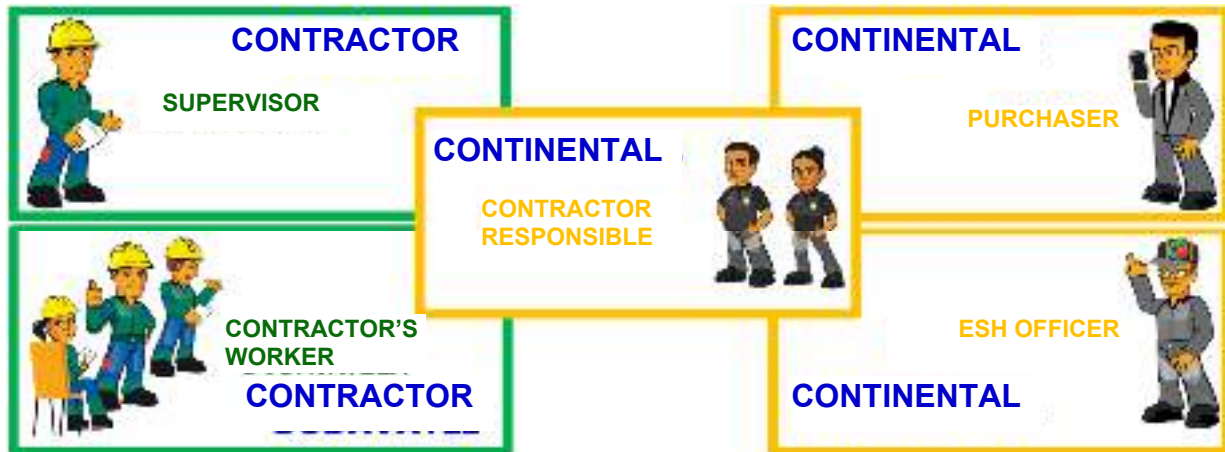 CONTRACTOR
SUPERVISOR
CONTINENTAL
PURCHASER
CONTINENTAL
CONTRACTOR
RESPONSIBLE
CONTRACTOR'S
WORKER
CONTRACTOR
ESH OFFICER
CONTINENTAL